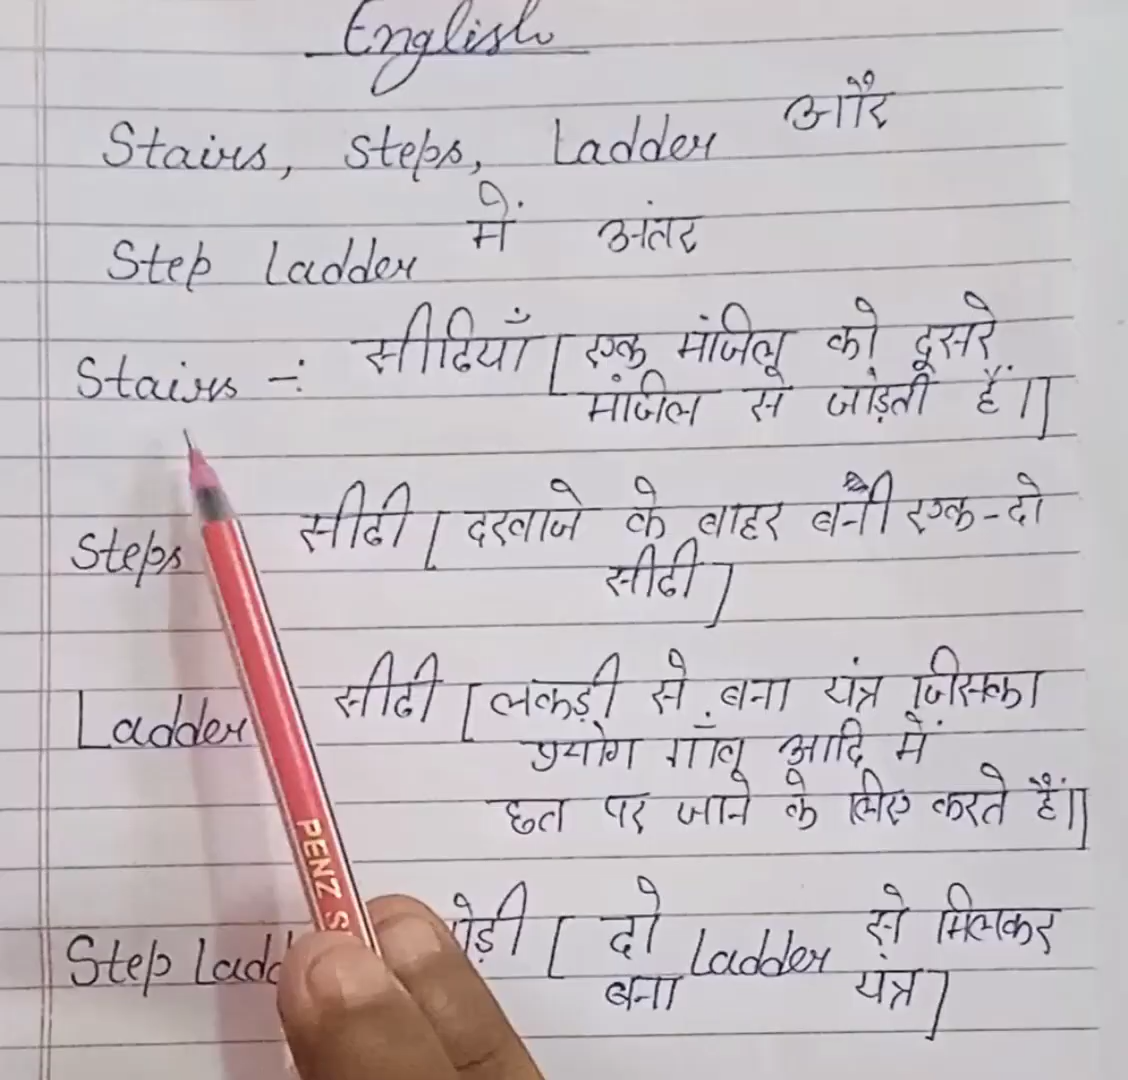 English
Stairs, Steps, Ladder और
Step Ladder में अंतर
Stairs -: सीढियाँ [एक मंजिल को दूसरे
मंजिल से जोड़ती हैं।]
Steps सीढी [दरवाजे के बाहर बनी एक-दो
सीढी]
Ladder सीढी [लकड़ी से बना यंत्र जिसका
प्रयोग गाँव आदि में
छत पर जाने के लिए करते हैं।]
Step Ladd ोड़ी [दो Ladder से मिलकर
बना यंत्र]
PENZ S